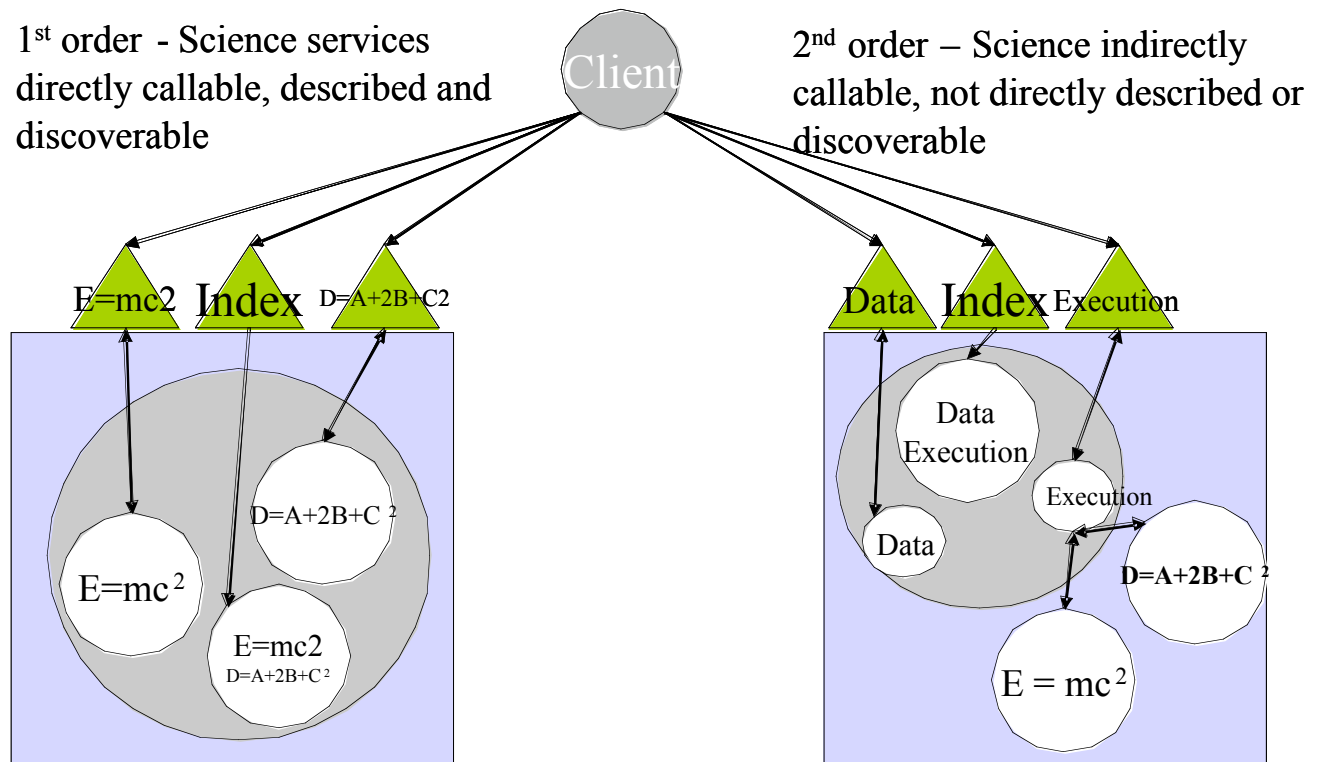 1st order - Science services
directly callable, described and
discoverable
Client
2nd order – Science indirectly
callable, not directly described or
discoverable
E=mc2
Index
D=A+2B+C2
Data
Index
Execution
D=A+2B+C 2
E=mc 2
E=mc2
D=A+2B+C 2
Data
Execution
Execution
Data
D=A+2B+C 2
E = mc 2